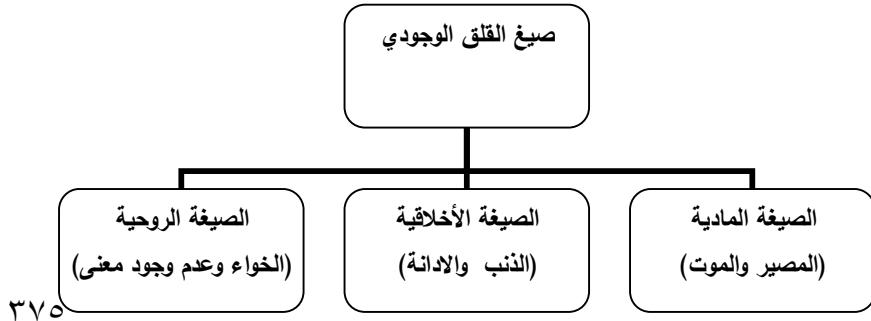 صيغ القلق الوجودي
الصيغة المادية
(المصير والموت)
الصيغة الأخلاقية
(الذنب والادانة)
الصيغة الروحية
(الخواء وعدم وجود معنى)
٣٧٥